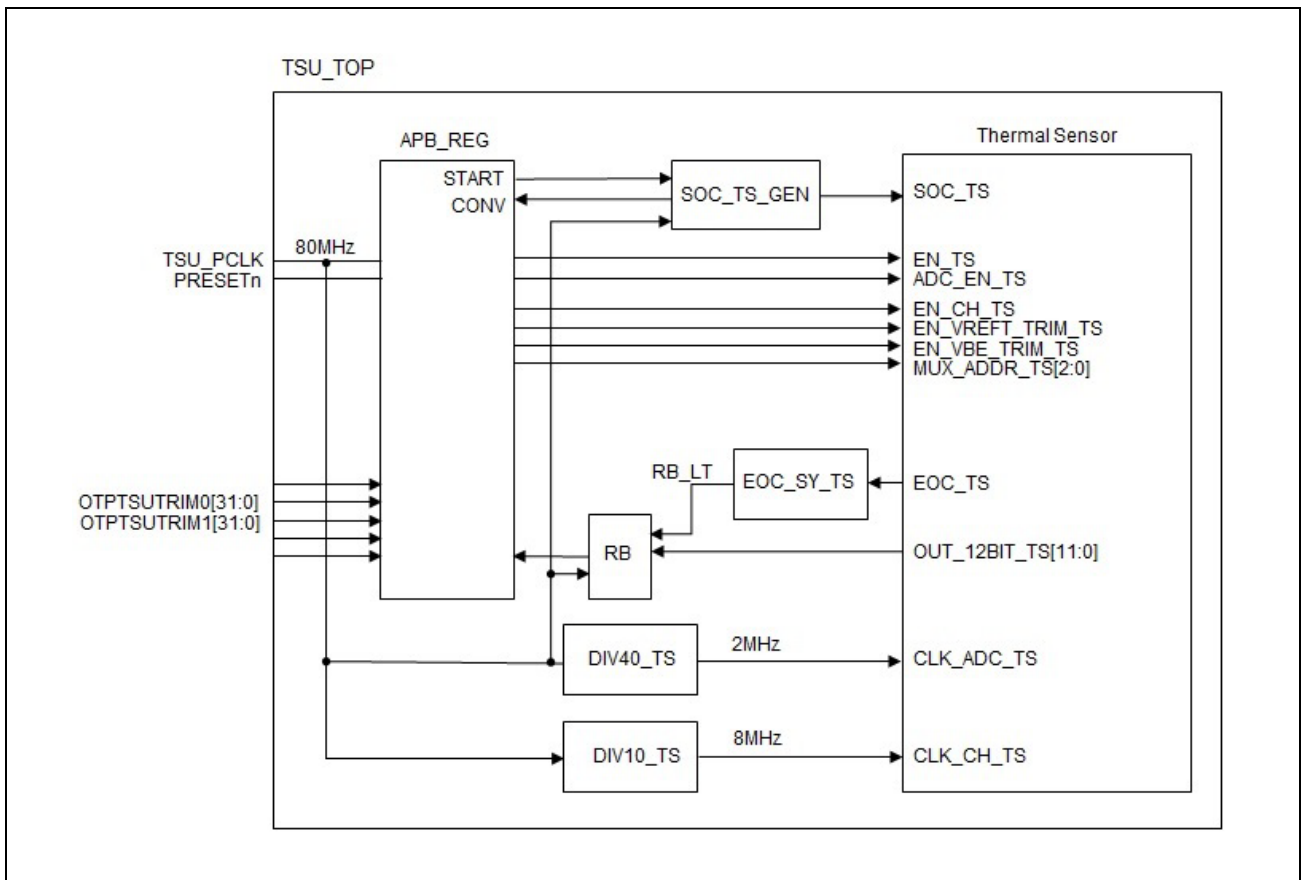 TSU_TOP
APB_REG
Thermal Sensor
START
CONV
SOC_TS_GEN
SOC_TS
80MHz
TSU_PCLK
PRESETn
EN_TS
ADC_EN_TS
EN_CH_TS
EN_VREFT_TRIM_TS
EN_VBE_TRIM_TS
MUX_ADDR_TS[2:0]
RB_LT
EOC_SY_TS
EOC_TS
OTPTSUTRIM0[31:0]
OTPTSUTRIM1[31:0]
RB
OUT_12BIT_TS[11:0]
DIV40_TS
2MHz
CLK_ADC_TS
DIV10_TS
8MHz
CLK_CH_TS